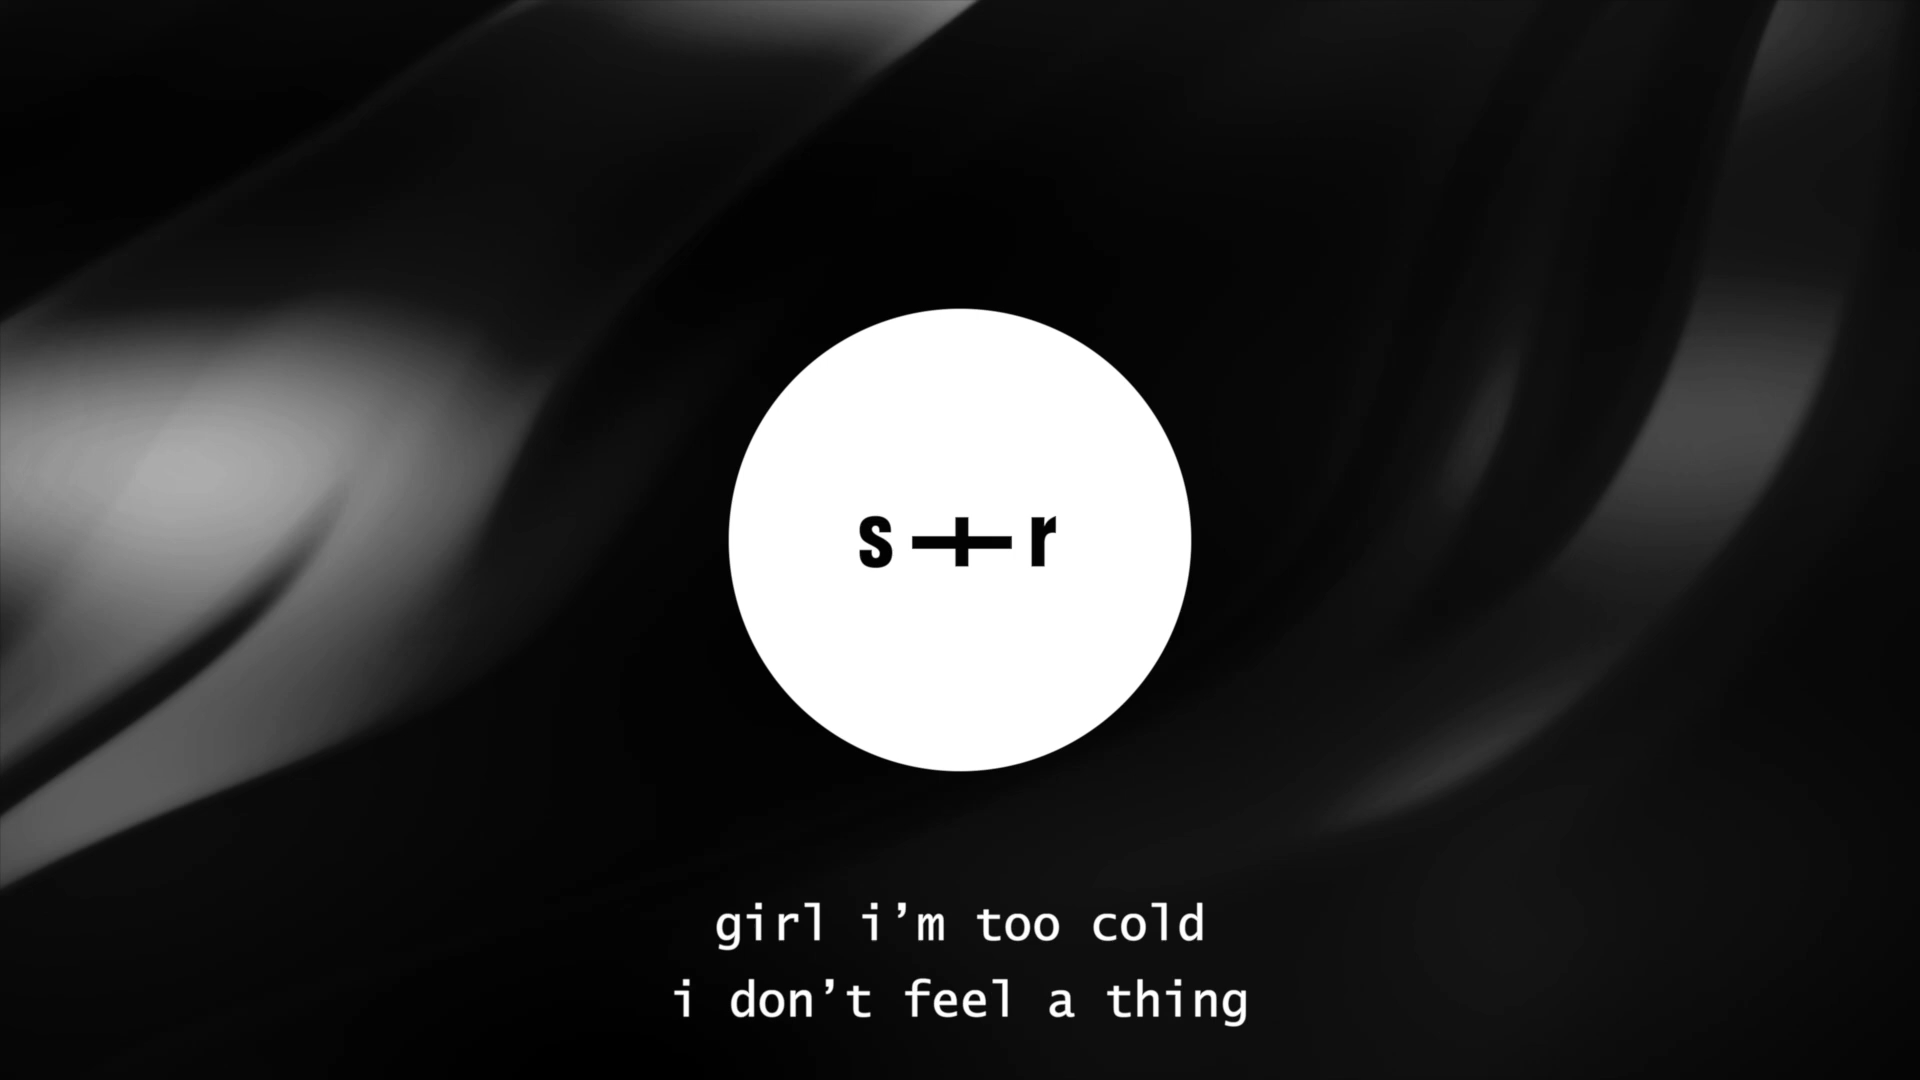 s+r
girl i’m too cold
i don’t feel a thing